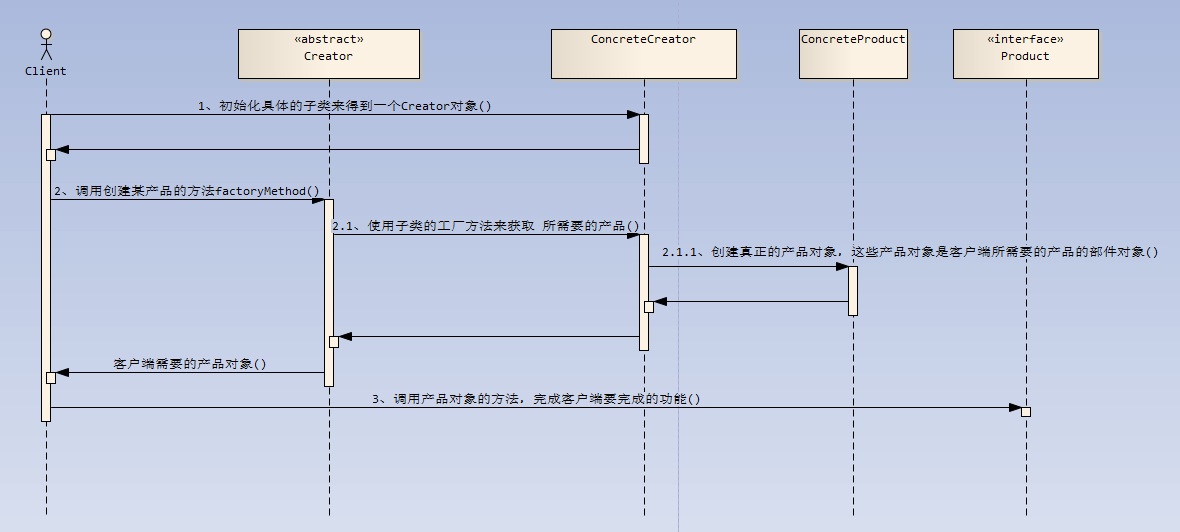 «abstract»
Creator
ConcreteCreator
ConcreteProduct
«interface»
Product
Client
1、初始化具体的子类来得到一个Creator对象()
2、调用创建某产品的方法factoryMethod()
2.1、使用子类的工厂方法来获取 所需要的产品()
2.1.1、创建真正的产品对象，这些产品对象是客户端所需要的产品的部件对象()
客户端需要的产品对象()
3、调用产品对象的方法，完成客户端要完成的功能()